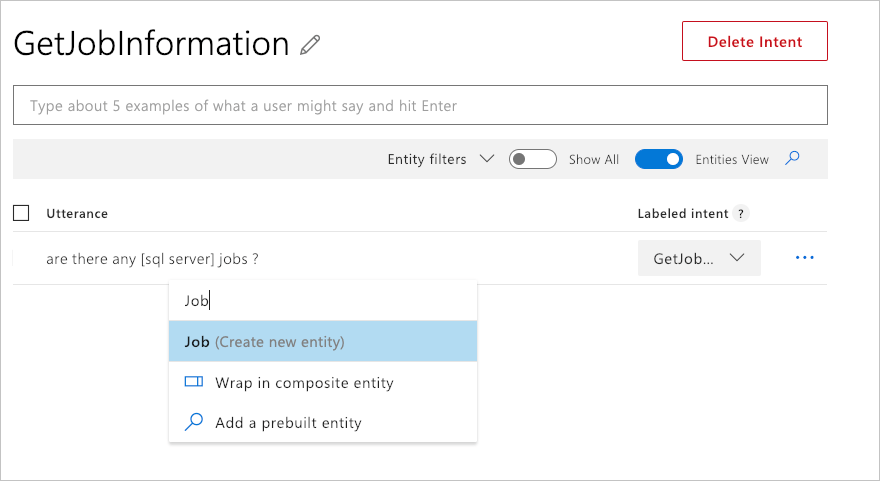 GetJobInformation
Delete Intent
Type about 5 examples of what a user might say and hit Enter
Entity filters Show All Entities View
Utterance Labeled intent ?
are there any [sql server] jobs ? GetJob... ...
Job
Job (Create new entity)
Wrap in composite entity
Add a prebuilt entity